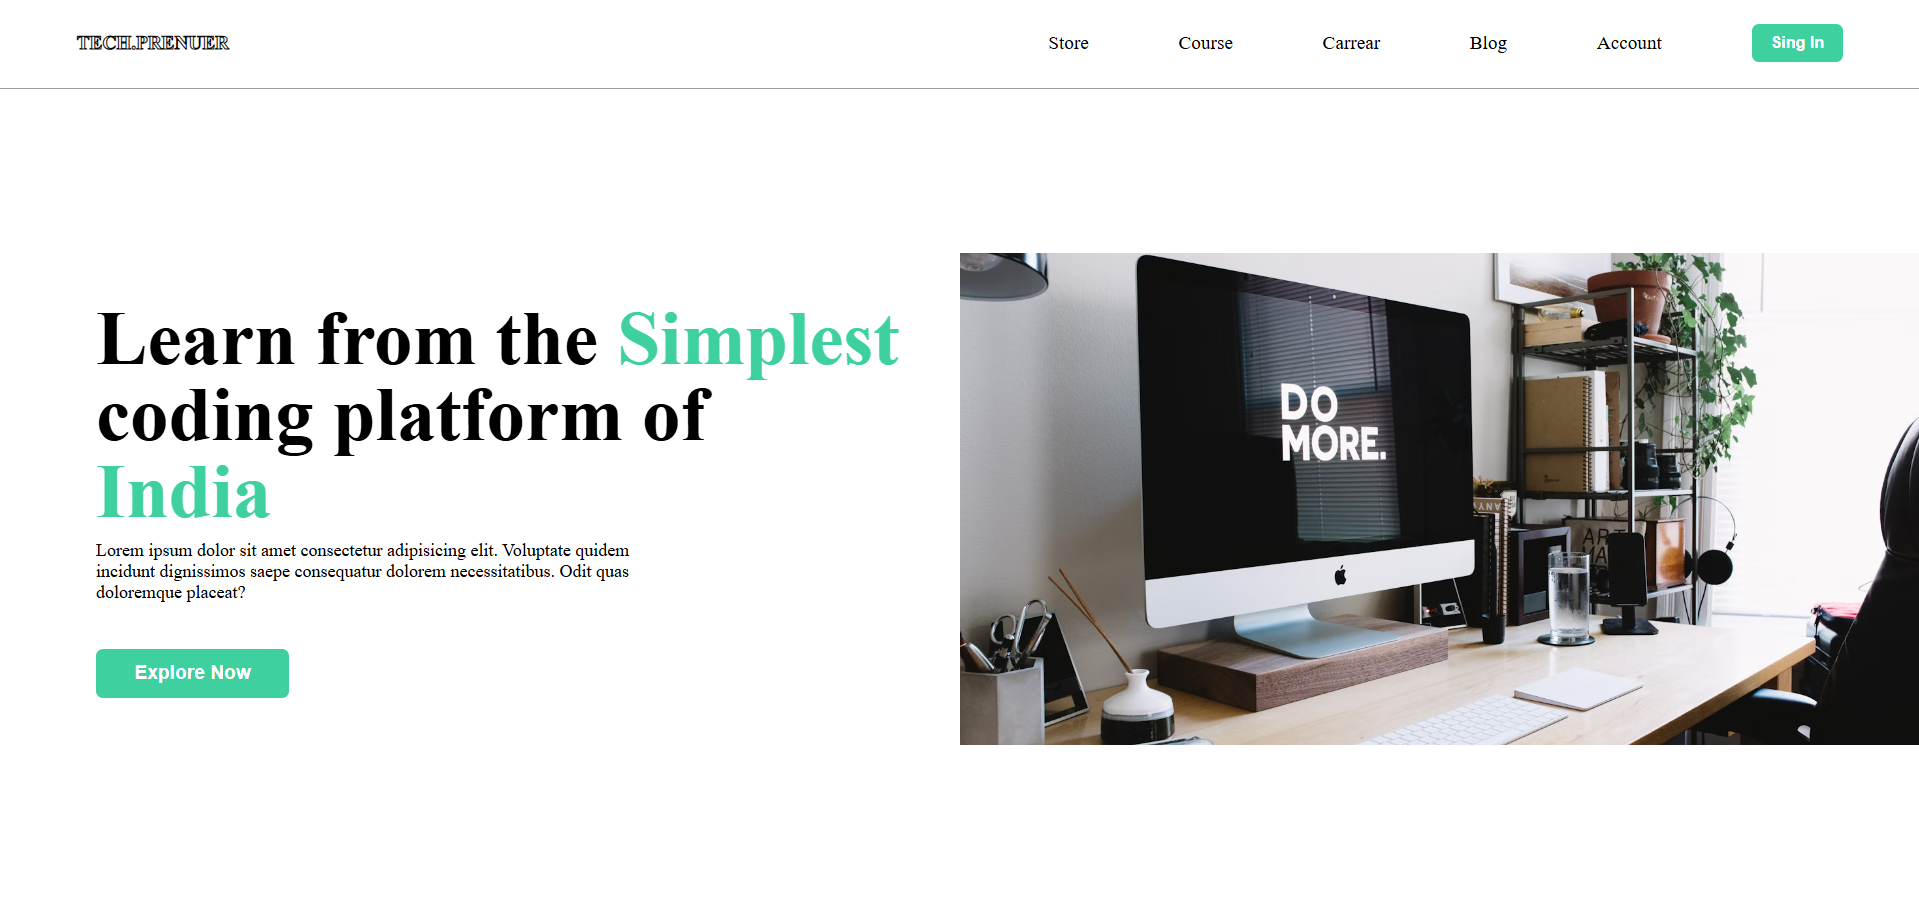 TECH.PRENUER
Store
Course
Carrear
Blog
Account
Sing In
Learn from the Simplest
coding platform of
India
Lorem ipsum dolor sit amet consectetur adipisicing elit. Voluptate quidem
incidunt dignissimos saepe consequatur dolorem necessitatibus. Odit quas
doloremque placeat?
Explore Now
DO
MORE.